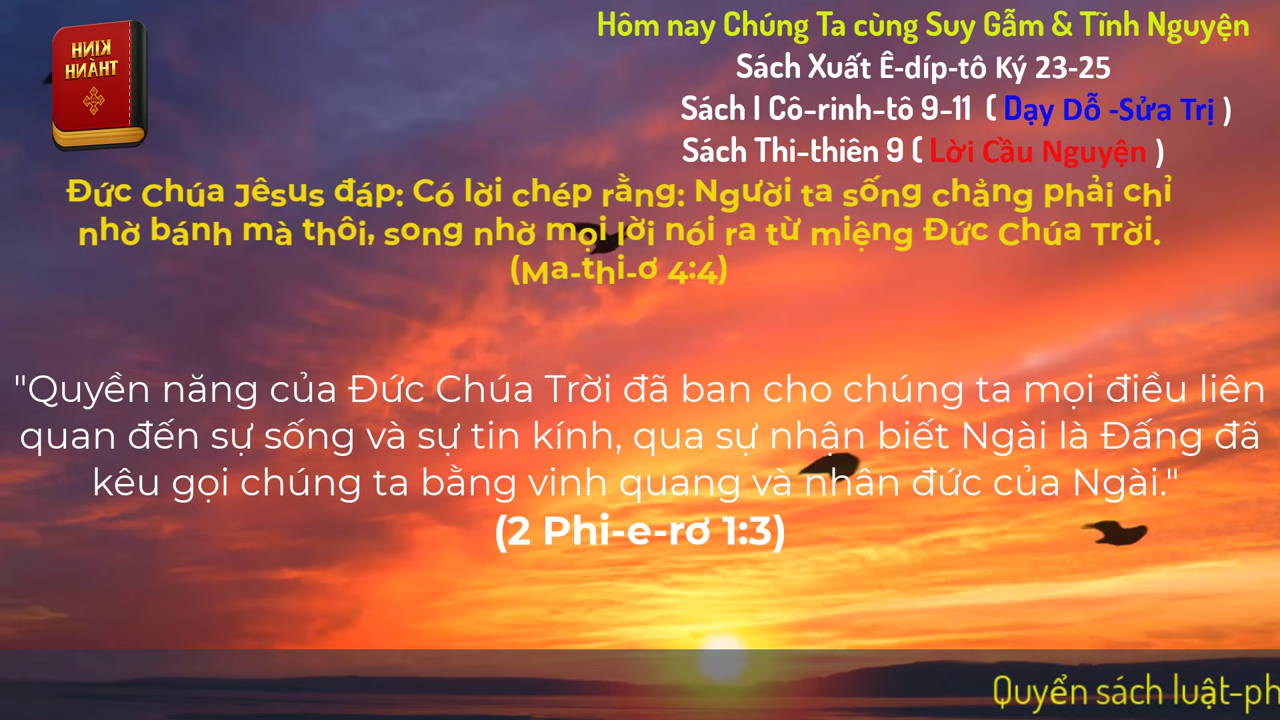 KINH
THÀNH
Hôm nay Chúng Ta cùng Suy Gẫm & Tĩnh Nguyện
Sách Xuất Ê-díp-tô Ký 23-25
Sách I Cô-rinh-tô 9-11 ( Dạy Dỗ -Sửa Trị )
Sách Thi-thiên 9 ( Lời Cầu Nguyện )
Đức Chúa Jêsus đáp: Có lời chép rằng: Người ta sống chẳng phải chỉ
nhờ bánh mà thôi, song nhờ mọi lời nói ra từ miệng Đức Chúa Trời.
(Ma-thi-ơ 4:4)
"Quyền năng của Đức Chúa Trời đã ban cho chúng ta mọi điều liên
quan đến sự sống và sự tin kính, qua sự nhận biết Ngài là Đấng đã
kêu gọi chúng ta bằng vinh quang và nhân đức của Ngài."
(2 Phi-e-rơ 1:3)
Quyển sách luật-ph